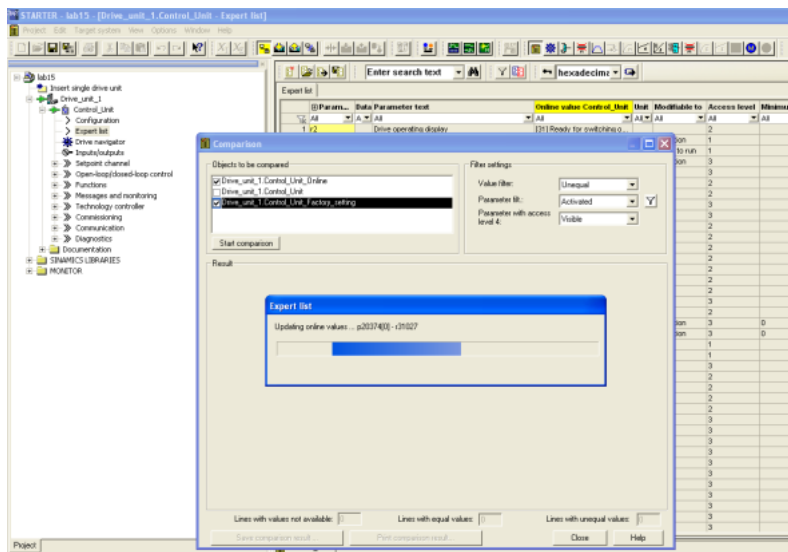 STARTER - lab15 - [Drive_unit_1.Control_Unit - Expert list]
Project Edit Target system View Options Window Help
Enter search text
hexadecima
Expert list
lab15
Insert single drive unit
Drive_unit_1
Control_Unit
Configuration
Expert list
Drive navigator
Inputs/outputs
Setpoint channel
Open-loop/closed-loop control
Functions
Messages and monitoring
Technology controller
Commissioning
Communication
Diagnostics
Documentation
SINAMICS LIBRARIES
MONITOR
Param... Data Parameter text Online value Control_Unit Unit Modifiable to Access level Minimum
All A.. All All All All All All
1 r2 Drive operating display [31] Ready for switching o... 2
Comparison
Objects to be compared
Drive_unit_1.Control_Unit_Online
Drive_unit_1.Control_Unit
Drive_unit_1.Control_Unit_Factory_setting
Start comparison
Filter settings
Value filter: Unequal
Parameter filt.: Activated
Parameter with access level 4: Visible
Result
Expert list
Updating online values ... p20374[0] - r31027
Lines with values not available: 0
Lines with equal values: 0
Lines with unequal values: 0
Save comparison result...
Print comparison result...
Close
Help
Project